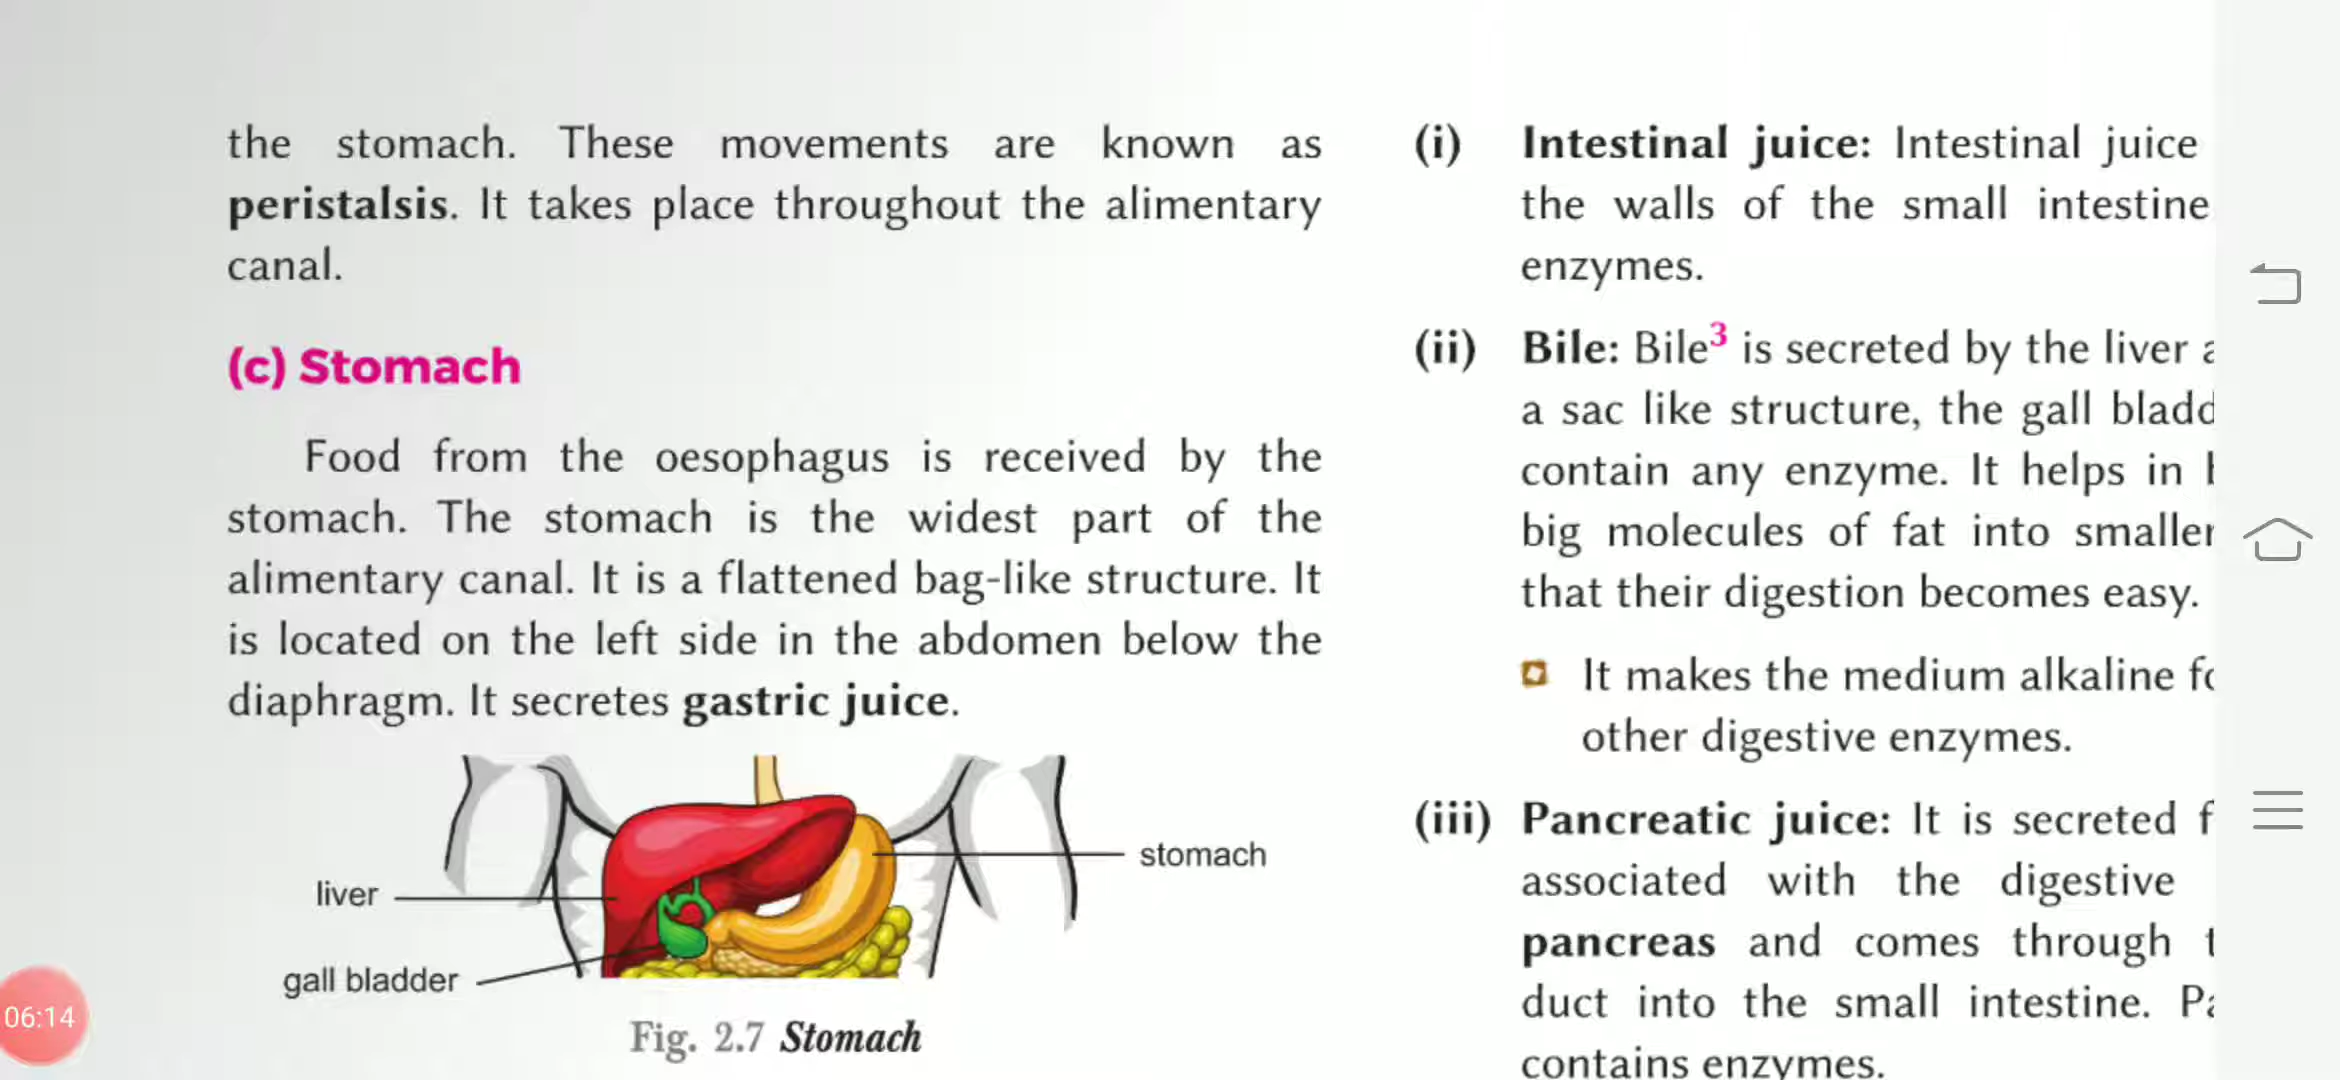 the stomach. These movements are known as
peristalsis. It takes place throughout the alimentary
canal.
(c) Stomach
Food from the oesophagus is received by the
stomach. The stomach is the widest part of the
alimentary canal. It is a flattened bag-like structure. It
is located on the left side in the abdomen below the
diaphragm. It secretes gastric juice.
stomach
liver
gall bladder
Fig. 2.7 Stomach
(i) Intestinal juice: Intestinal juice
the walls of the small intestine
enzymes.
(ii) Bile: Bile³ is secreted by the liver
a sac like structure, the gall
contain any enzyme. It helps in
big molecules of fat into smaller
that their digestion becomes easy.
It makes the medium alkaline
other digestive enzymes.
(iii) Pancreatic juice: It is secreted
associated with the digestive
pancreas and comes through
duct into the small intestine.
contains enzymes.
06:14